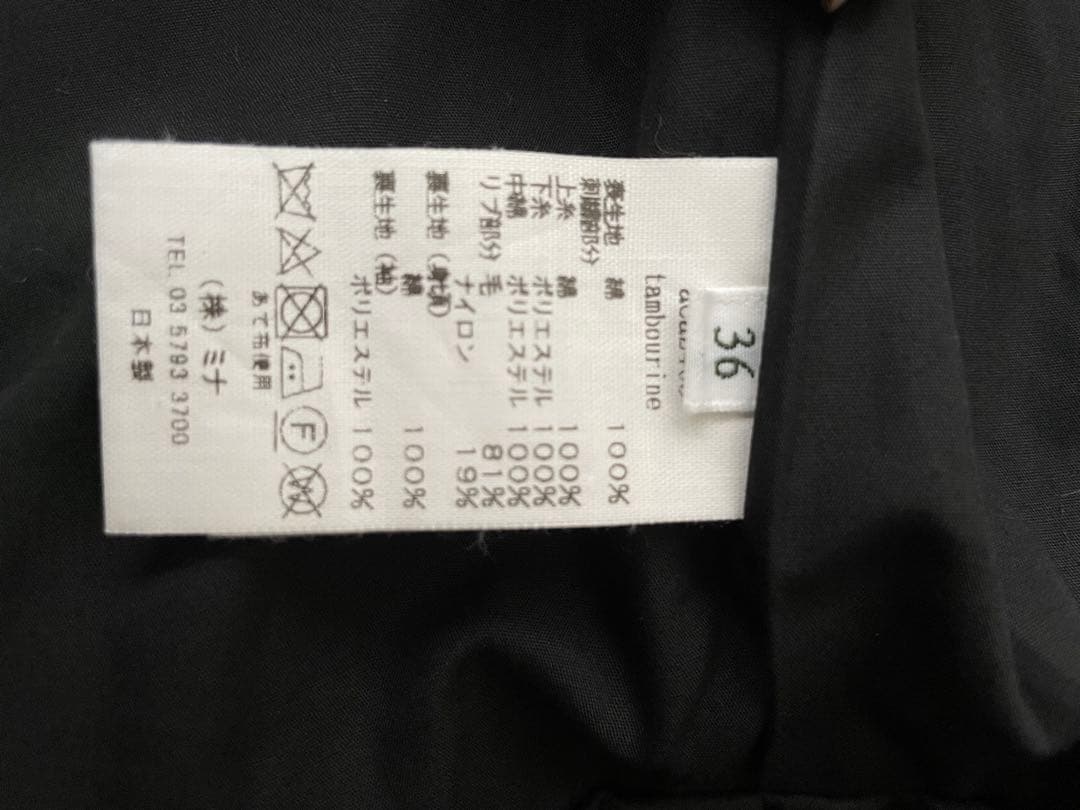 36
tambourine
表生地 綿 100%
刺繍部分
上糸 綿 100%
下糸 ポリエステル 100%
中綿 ポリエステル 100%
リブ部分 毛 81%
ナイロン 19%
裏生地（身頃）
綿 100%
裏生地（袖）
ポリエステル 100%
F
W
あて布使用
（株）ミナ
TEL. 03 5793 3700
日本製